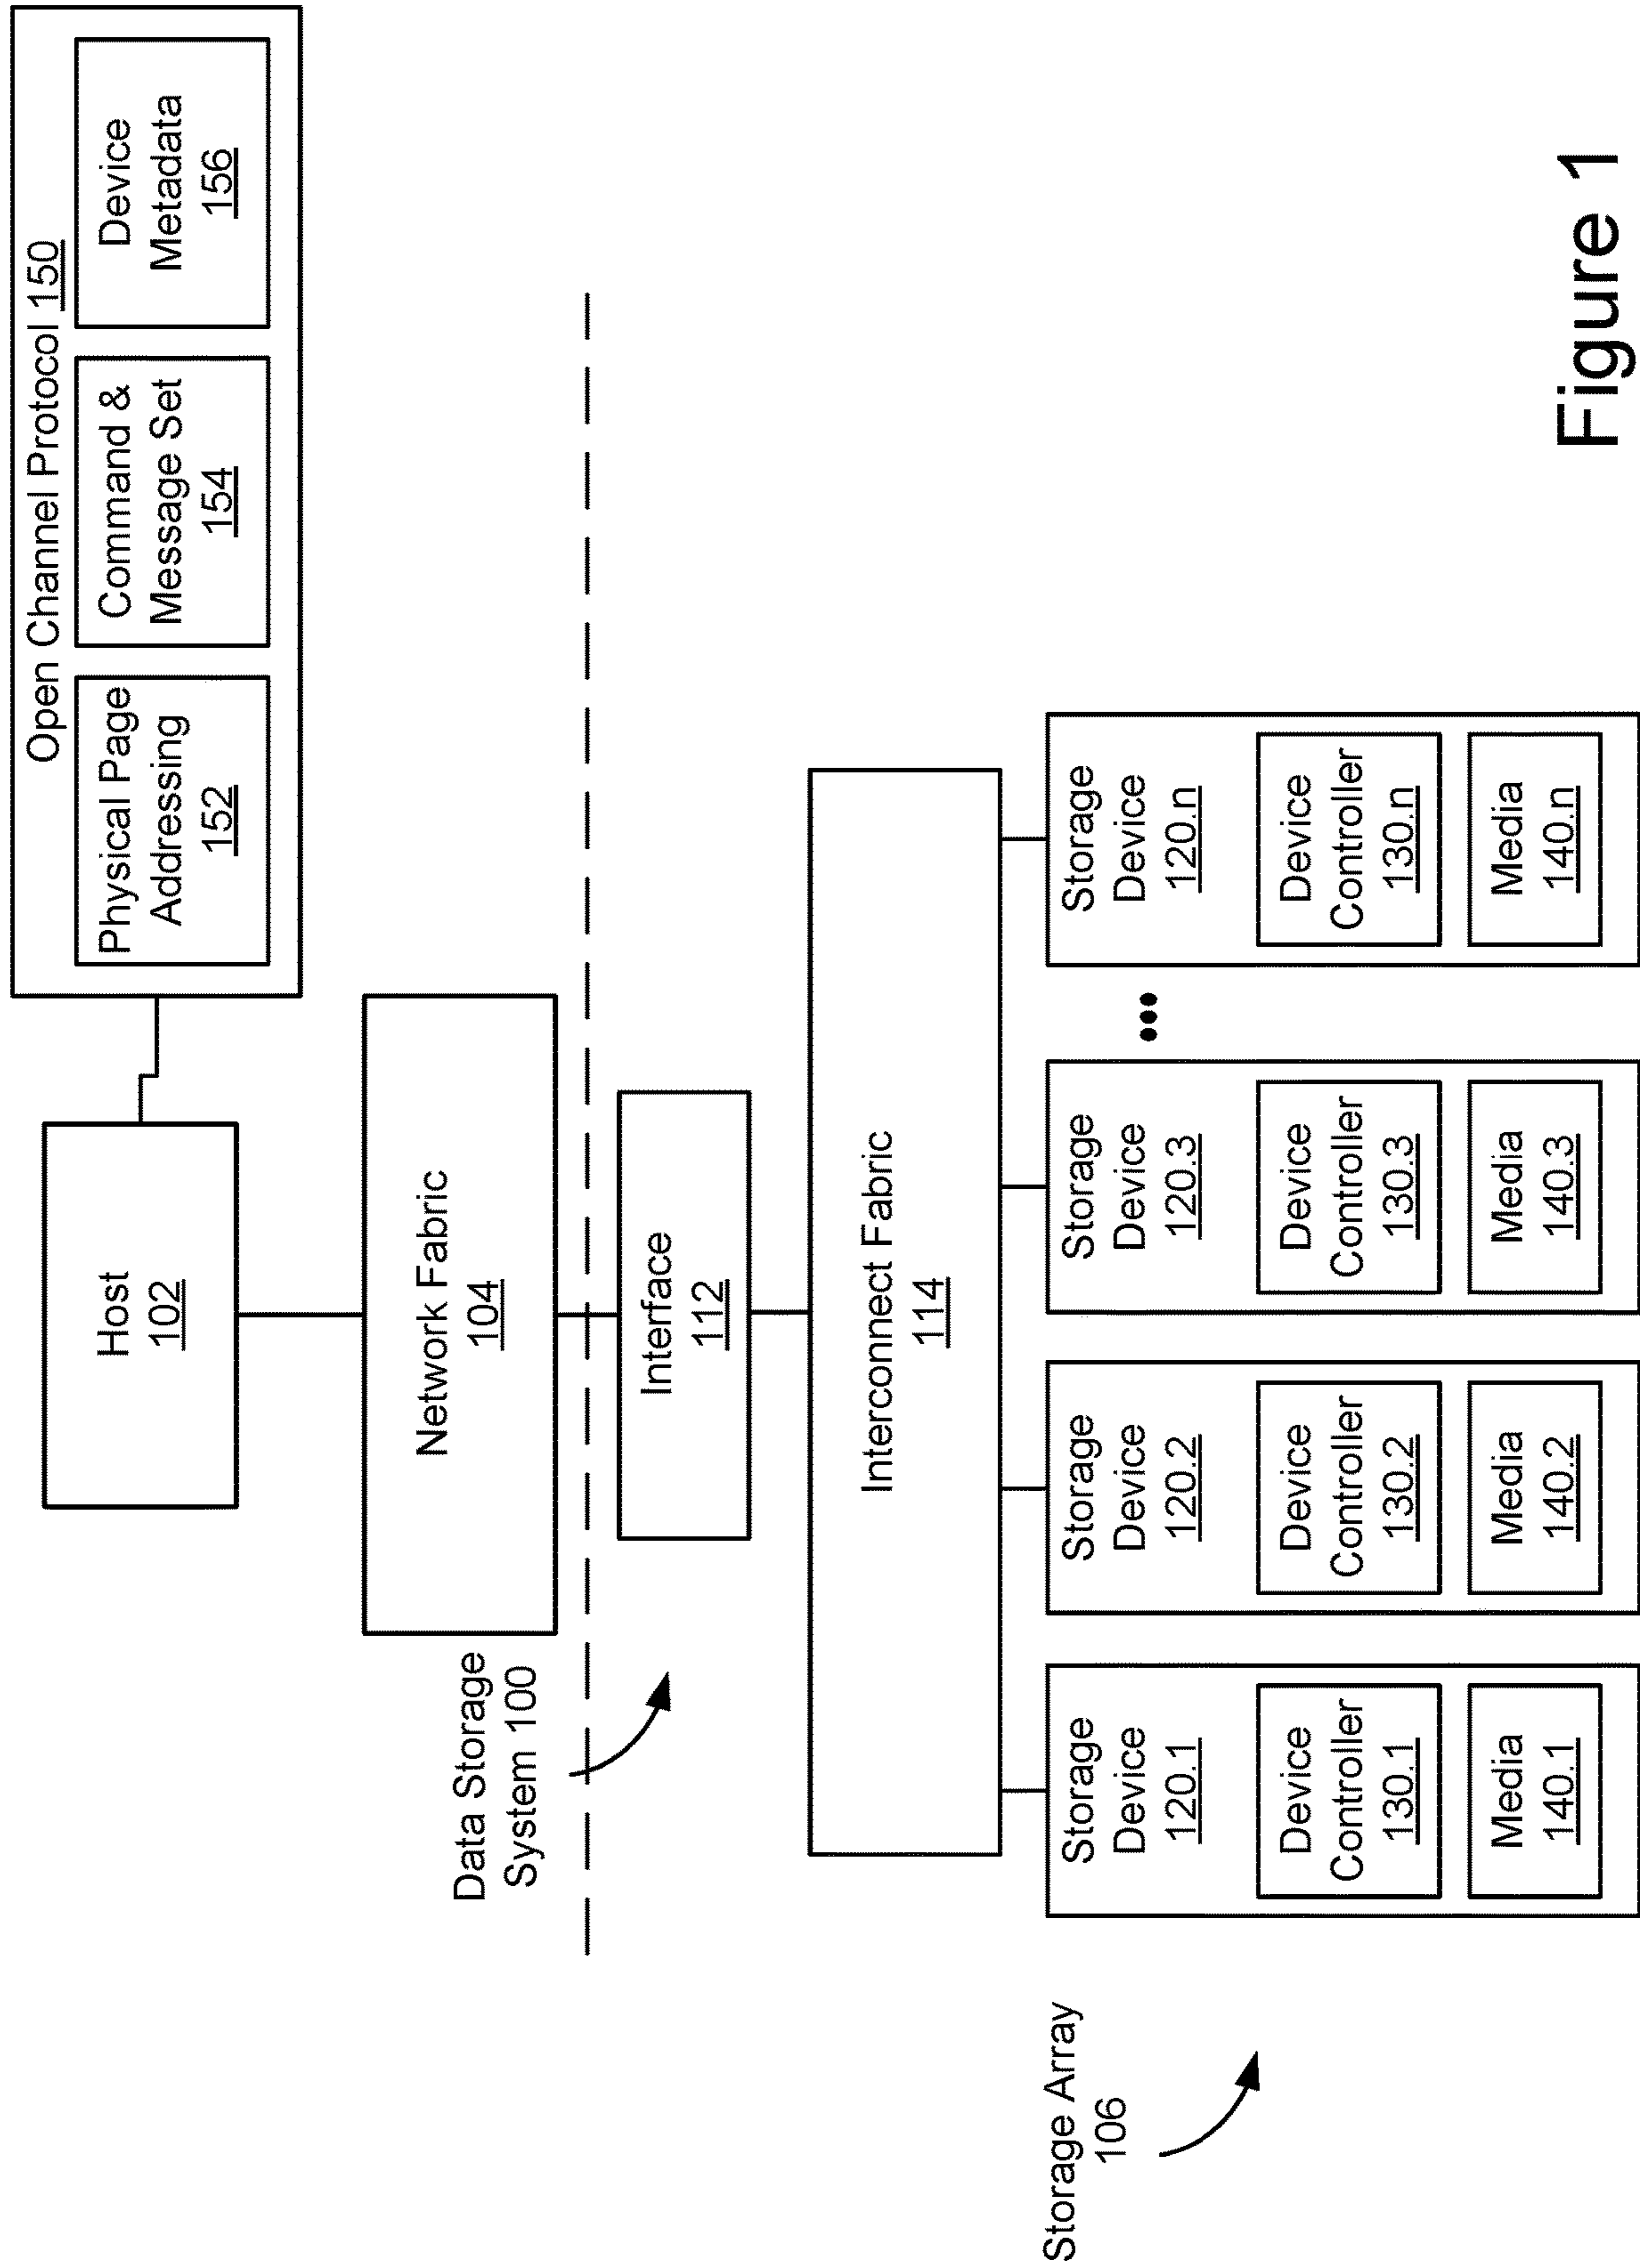 Open Channel Protocol 150
Physical Page
Addressing
152
Command &
Message Set
154
Device
Metadata
156
Host
102
Network Fabric
104
Data Storage
System 100
Interface
112
Interconnect Fabric
114
Storage Array
106
Storage
Device
120.1
Device
Controller
130.1
Media
140.1
Storage
Device
120.2
Device
Controller
130.2
Media
140.2
Storage
Device
120.3
Device
Controller
130.3
Media
140.3
•••
Storage
Device
120.n
Device
Controller
130.n
Media
140.n
Figure 1